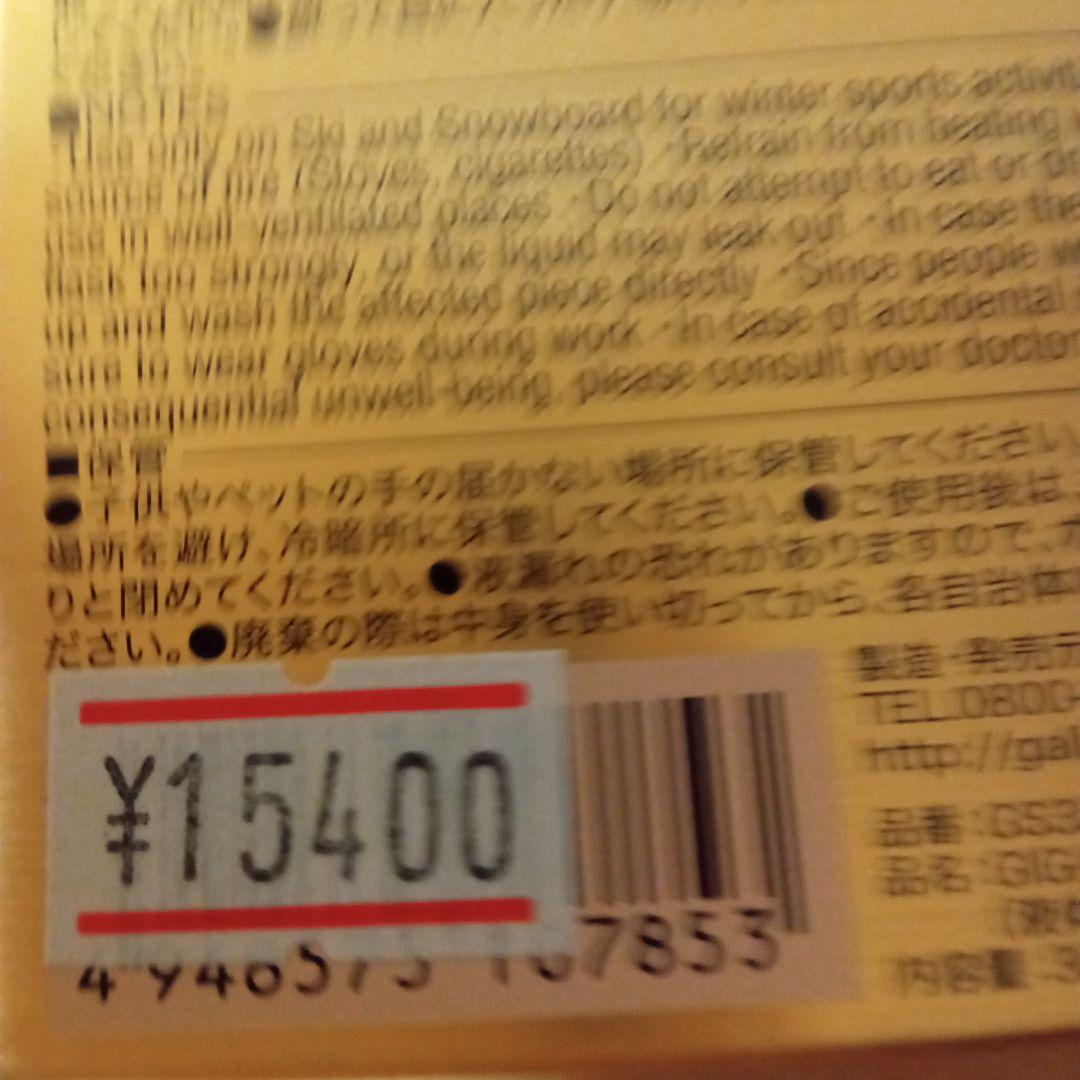 ■NOTES
・Use only on Ski and Snowboard for winter sports activit
source of fire (Stoves, cigarettes) ・Refrain from heating
use in well ventilated places ・Do not attempt to eat or dr
flask too strongly, or the liquid may leak out ・In case the
up and wash the affected piece directly ・Since people w
sure to wear gloves during work ・In case of accidental
consequential unwell-being, please consult your doctor
■保管
●子供やペットの手の届かない場所に保管してください。
場所を避け、冷暗所に保管してください。●ご使用後は、
りと閉めてください。●液漏れの恐れがありますので、
ださい。●廃棄の際は中身を使い切ってから、各自治体
¥15400
4 946573 7853
製造・発売元
TEL.0800-
http://gal
品番：GS3
品名：GIG
(液
内容量：3